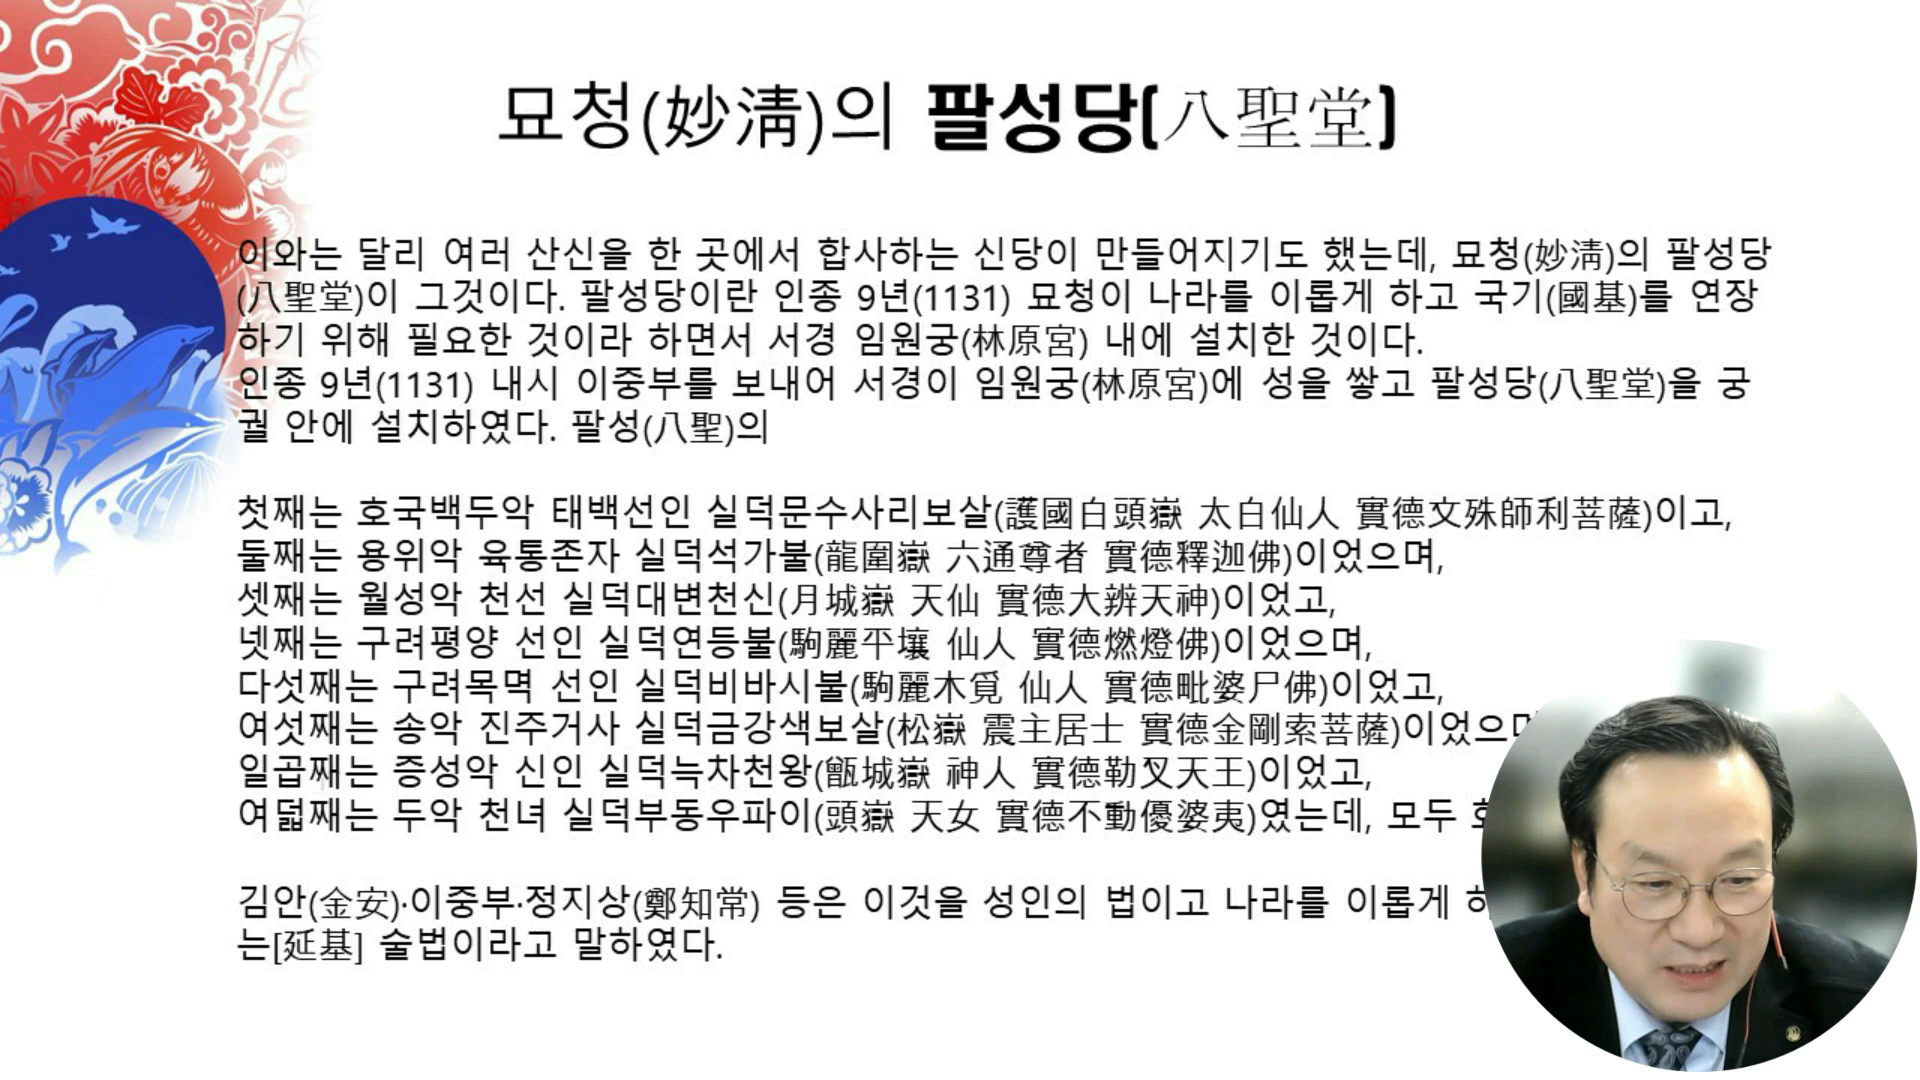 묘청(妙淸)의 팔성당(八聖堂)
이와는 달리 여러 산신을 한 곳에서 합사하는 신당이 만들어지기도 했는데, 묘청(妙淸)의 팔성당
(八聖堂)이 그것이다. 팔성당이란 인종 9년(1131) 묘청이 나라를 이롭게 하고 국기(國基)를 연장
하기 위해 필요한 것이라 하면서 서경 임원궁(林原宮) 내에 설치한 것이다.
인종 9년(1131) 내시 이중부를 보내어 서경이 임원궁(林原宮)에 성을 쌓고 팔성당(八聖堂)을 궁
궐 안에 설치하였다. 팔성(八聖)의
첫째는 호국백두악 태백선인 실덕문수사리보살(護國白頭嶽 太白仙人 實德文殊師利菩薩)이고,
둘째는 용위악 육통존자 실덕석가불(龍圍嶽 六通尊者 實德釋迦佛)이었으며,
셋째는 월성악 천선 실덕대변천신(月城嶽 天仙 實德大辨天神)이었고,
넷째는 구려평양 선인 실덕연등불(駒麗平壤 仙人 實德燃燈佛)이었으며,
다섯째는 구려목멱 선인 실덕비바시불(駒麗木覓 仙人 實德毗婆尸佛)이었고,
여섯째는 송악 진주거사 실덕금강색보살(松嶽 震主居士 實德金剛索菩薩)이었으며
일곱째는 증성악 신인 실덕늑차천왕(甑城嶽 神人 實德勒叉天王)이었고,
여덟째는 두악 천녀 실덕부동우파이(頭嶽 天女 實德不動優婆夷)였는데, 모두
김안(金安)·이중부·정지상(鄭知常) 등은 이것을 성인의 법이고 나라를 이롭게
는[延基] 술법이라고 말하였다.